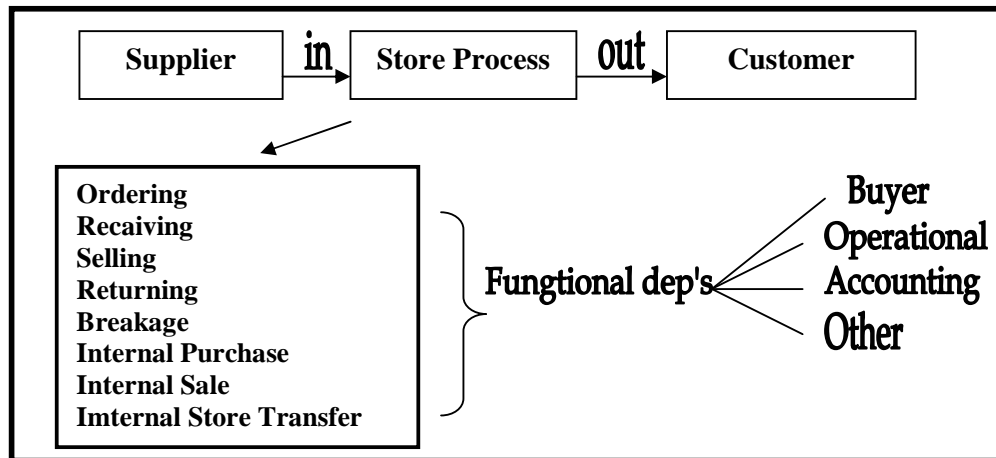 Supplier in Store Process out Customer
Ordering
Recaiving
Selling
Returning
Breakage
Internal Purchase
Internal Sale
Imternal Store Transfer
Fungtional dep's
Buyer
Operational
Accounting
Other